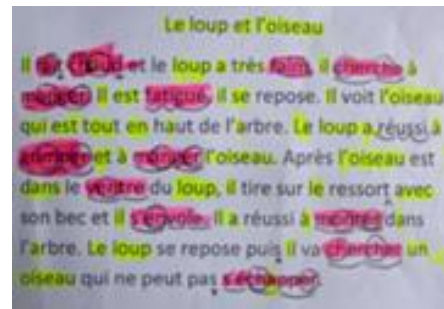 Le loup et l'oiseau
Il fait chaud et le loup a très faim, il cherche à
manger. Il est fatigué, il se repose. Il voit l'oiseau
qui est tout en haut de l'arbre. Le loup a réussi à
grimper et à manger l'oiseau. Après l'oiseau est
dans le ventre du loup, il tire sur le ressort avec
son bec et il s'envole. Il a réussi à dans
l'arbre. Le loup se repose puis il va chercher un
oiseau qui ne peut pas s'échapper.